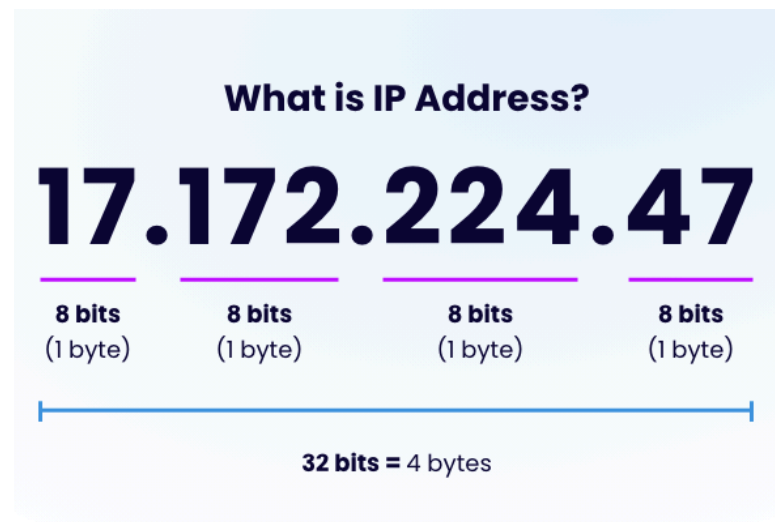 What is IP Address?
17.172.224.47
8 bits 8 bits 8 bits 8 bits
(1 byte) (1 byte) (1 byte) (1 byte)
32 bits = 4 bytes